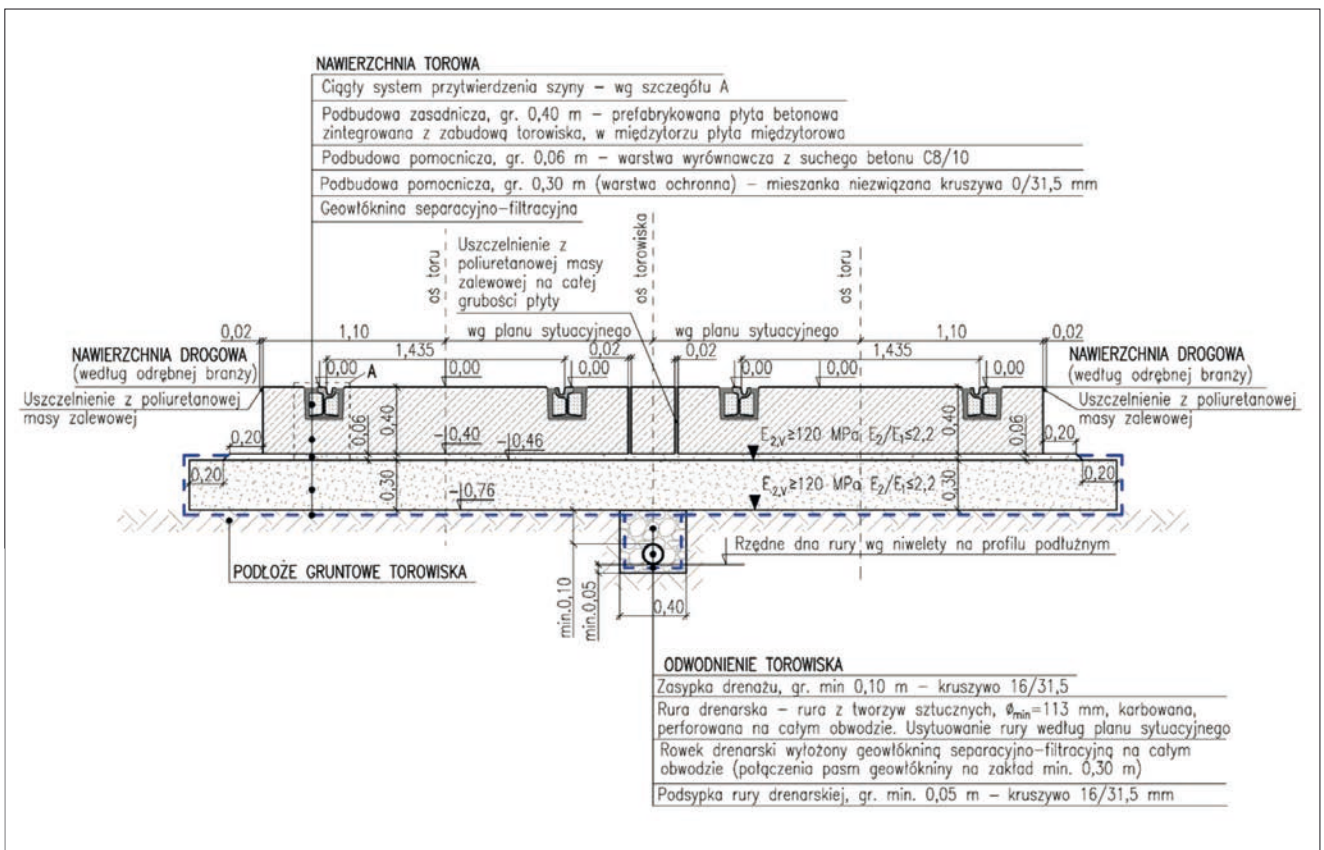 NAWIERZCHNIA TOROWA
Ciągły system przytwierdzenia szyny – wg szczegółu A
Podbudowa zasadnicza, gr. 0,40 m – prefabrykowana płyta betonowa
zintegrowana z zabudową torowiska, w międzytorzu płyta międzytorowa
Podbudowa pomocnicza, gr. 0,06 m – warstwa wyrównawcza z suchego betonu C8/10
Podbudowa pomocnicza, gr. 0,30 m (warstwa ochronna) – mieszanka niezwiązana kruszywa 0/31,5 mm
Geowłóknina separacyjno-filtracyjna
oś toru
Uszczelnienie z
poliuretanowej masy
zalewowej na całej
grubości płyty
oś torowiska
oś toru
0,02 1,10 wg planu sytuacyjnego wg planu sytuacyjnego 1,10 0,02
NAWIERZCHNIA DROGOWA
(według odrębnej branży)
Uszczelnienie z poliuretanowej
masy zalewowej
1,435 0,02 0,02 1,435
NAWIERZCHNIA DROGOWA
(według odrębnej branży)
Uszczelnienie z poliuretanowej
masy zalewowej
0,00 A 0,00 0,00 0,00 0,00 0,00
0,06 0,40 0,40 0,06
0,20 -0,40 -0,46 E2,v≥120 MPa E2/E1≤2,2 0,20
0,20 0,30 -0,76 E2,v≥120 MPa E2/E1≤2,2 0,30 0,20
Rzędne dna rury wg niwelety na profilu podłużnym
PODŁOŻE GRUNTOWE TOROWISKA
min.0,10
min.0,05
0,40
ODWODNIENIE TOROWISKA
Zasypka drenażu, gr. min 0,10 m – kruszywo 16/31,5
Rura drenarska – rura z tworzyw sztucznych, ømin=113 mm, karbowana,
perforowana na całym obwodzie. Usytuowanie rury według planu sytuacyjnego
Rowek drenarski wyłożony geowłókniną separacyjno-filtracyjną na całym
obwodzie (połączenia pasm geowłókniny na zakład min. 0,30 m)
Podsypka rury drenarskiej, gr. min. 0,05 m – kruszywo 16/31,5 mm